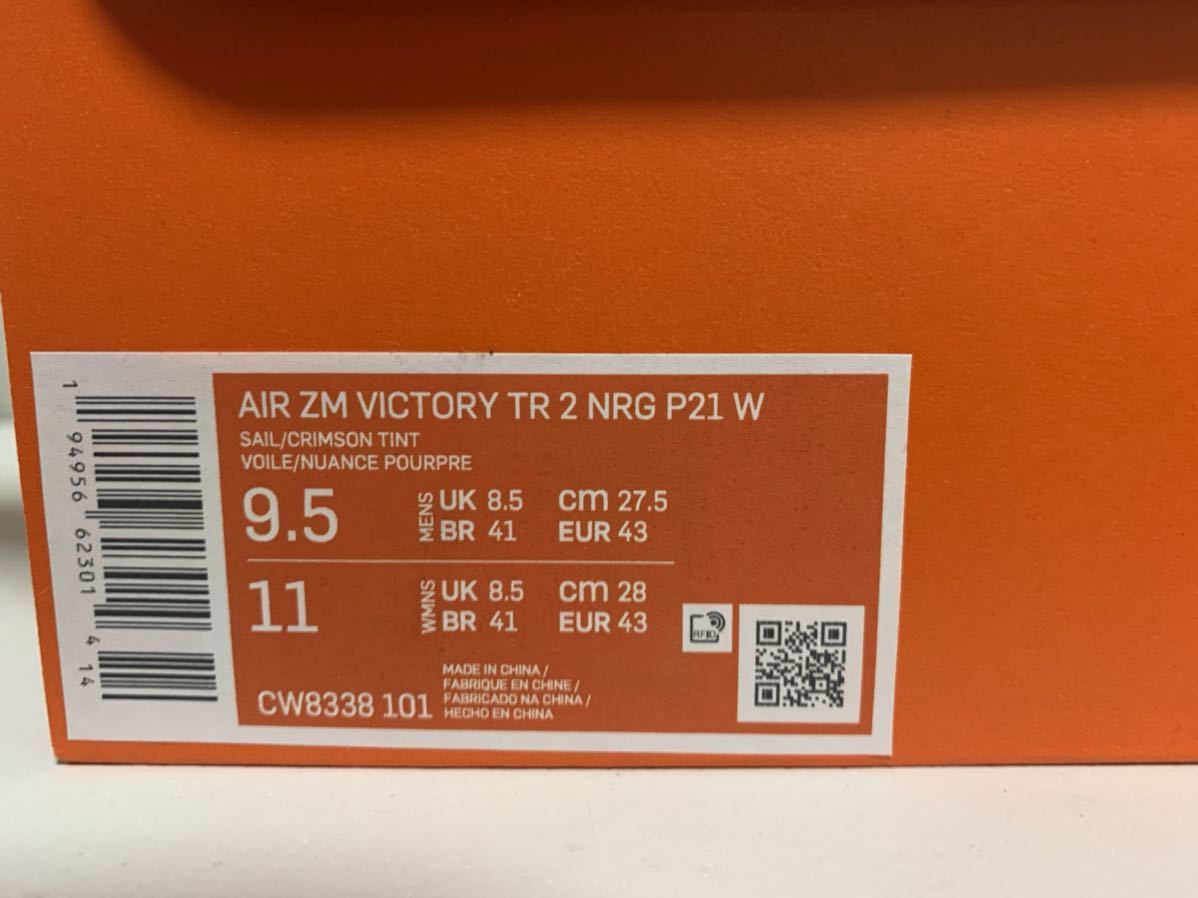 AIR ZM VICTORY TR 2 NRG P21 W
SAIL/CRIMSON TINT
VOILE/NUANCE POURPRE
9.5 MENS UK 8.5 cm 27.5
BR 41 EUR 43
11 WMNS UK 8.5 cm 28
BR 41 EUR 43
RFID
MADE IN CHINA /
FABRIQUE EN CHINE /
FABRICADO NA CHINA /
HECHO EN CHINA
CW8338 101
1 94956 62301 4 14